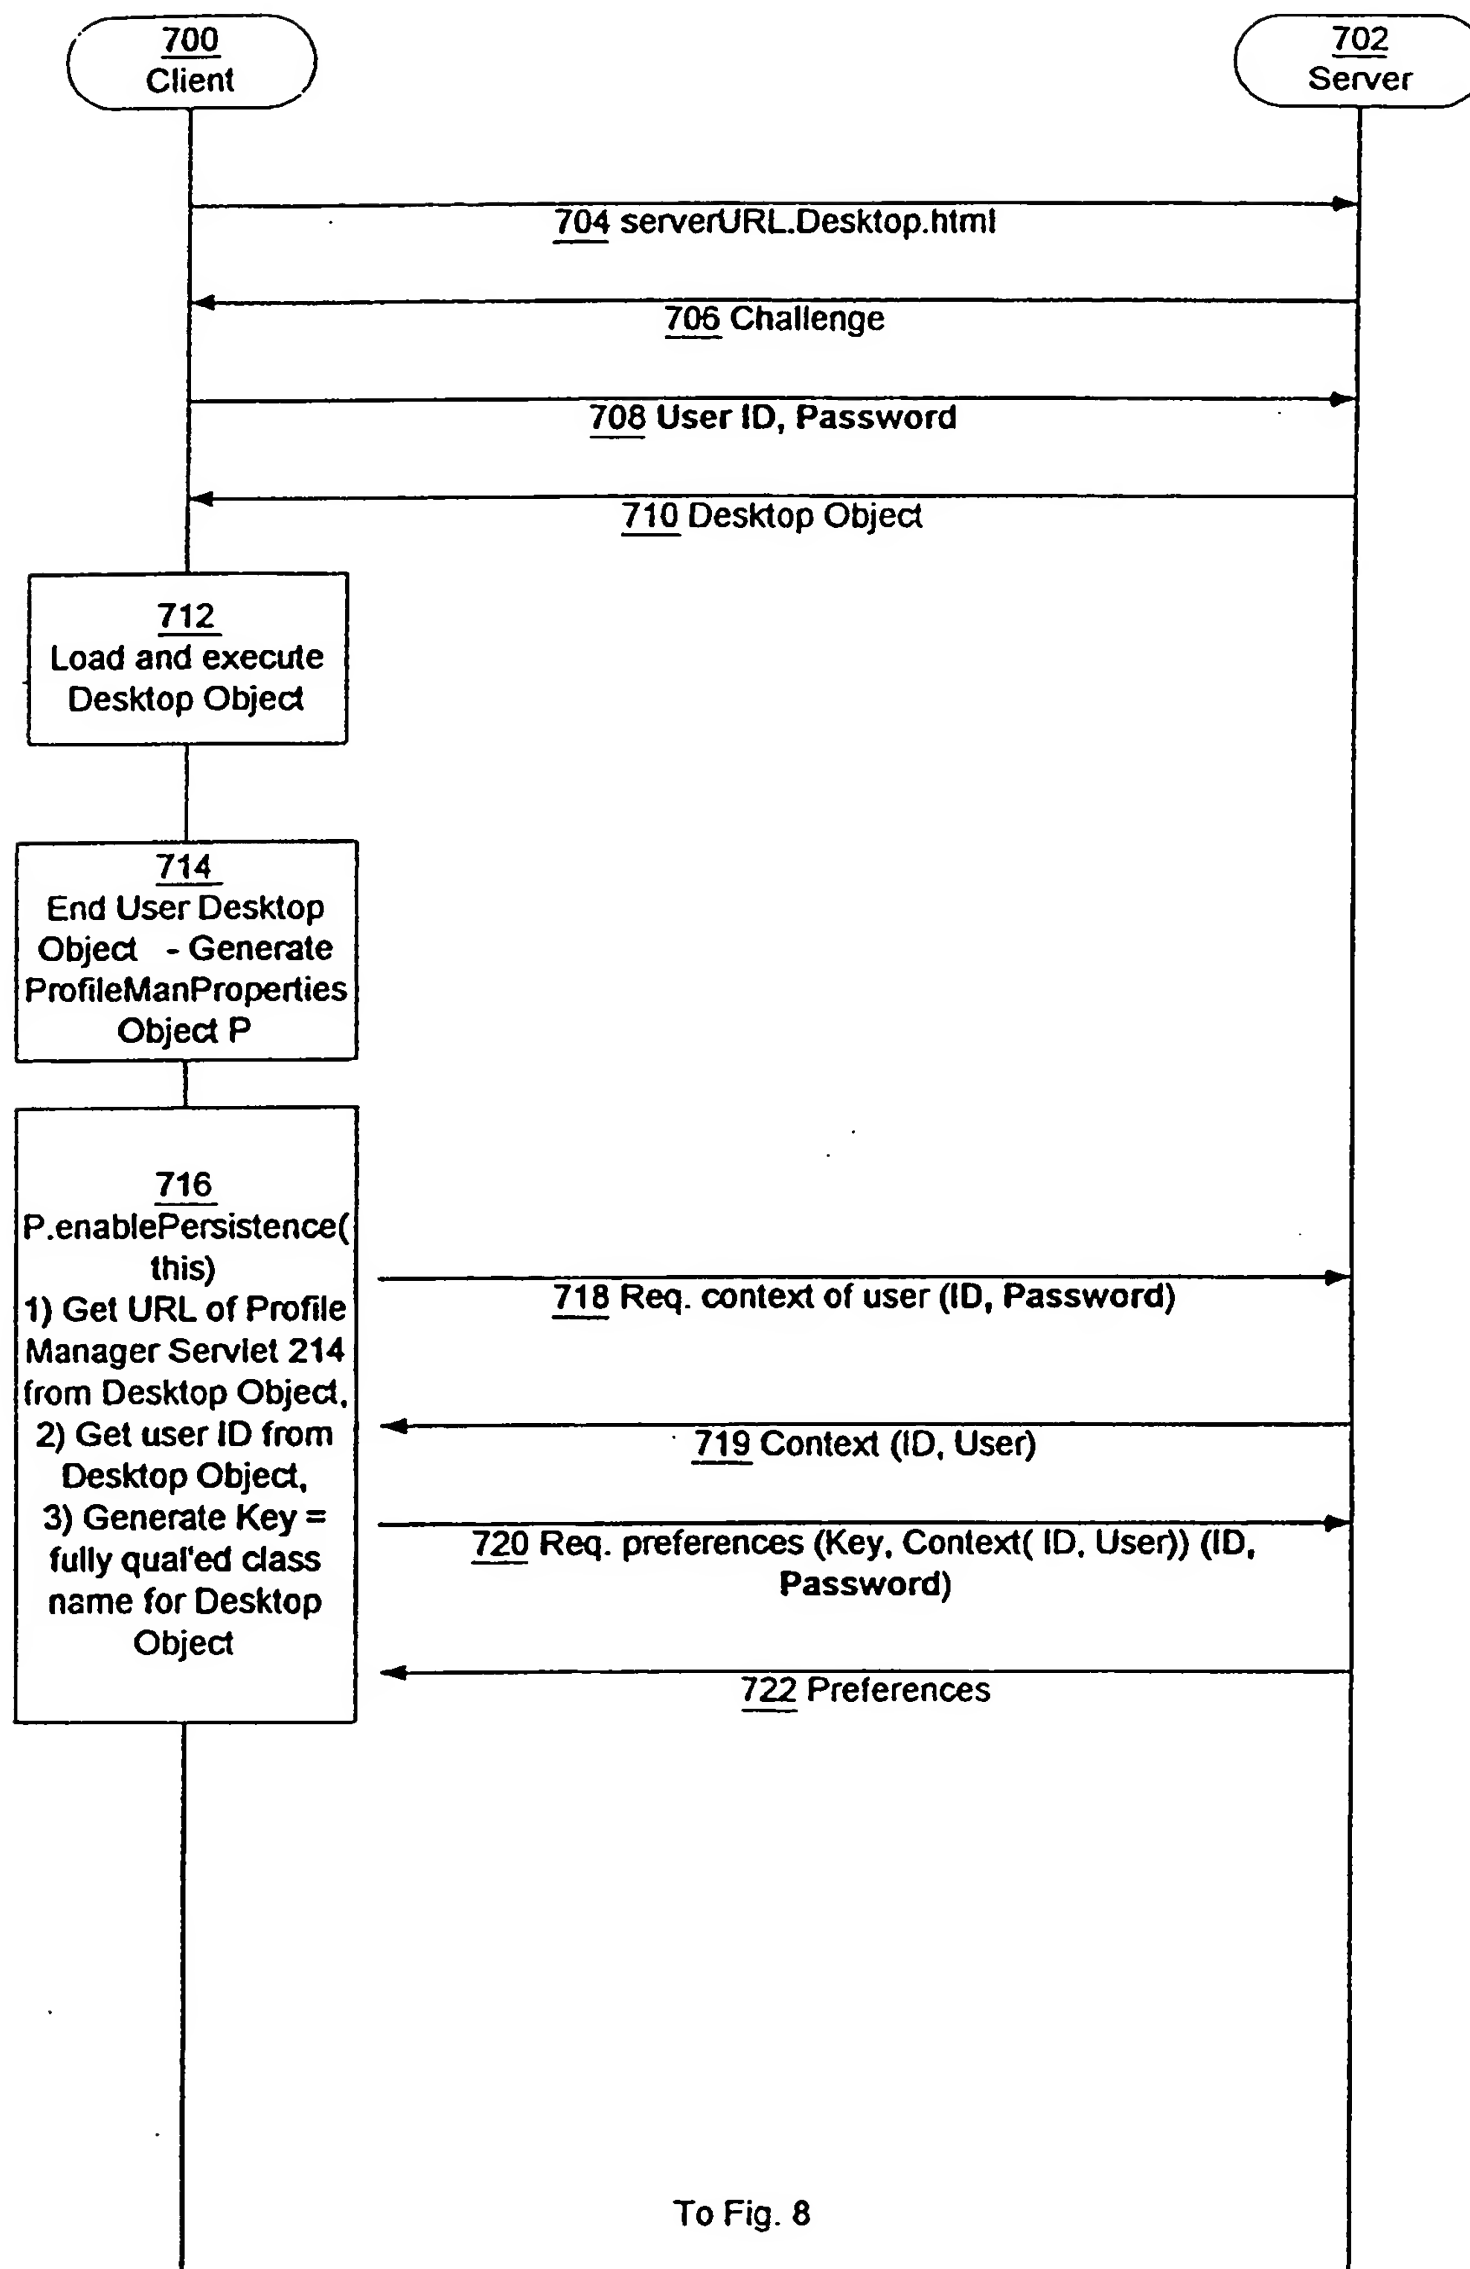 700
Client
702
Server
704 serverURL.Desktop.html
706 Challenge
708 User ID, Password
710 Desktop Object
712
Load and execute
Desktop Object
714
End User Desktop
Object - Generate
ProfileManProperties
Object P
716
P.enablePersistence(
this)
1) Get URL of Profile
Manager Servlet 214
from Desktop Object,
2) Get user ID from
Desktop Object,
3) Generate Key =
fully qual'ed class
name for Desktop
Object
718 Req. context of user (ID, Password)
719 Context (ID, User)
720 Req. preferences (Key, Context( ID, User)) (ID,
Password)
722 Preferences
To Fig. 8